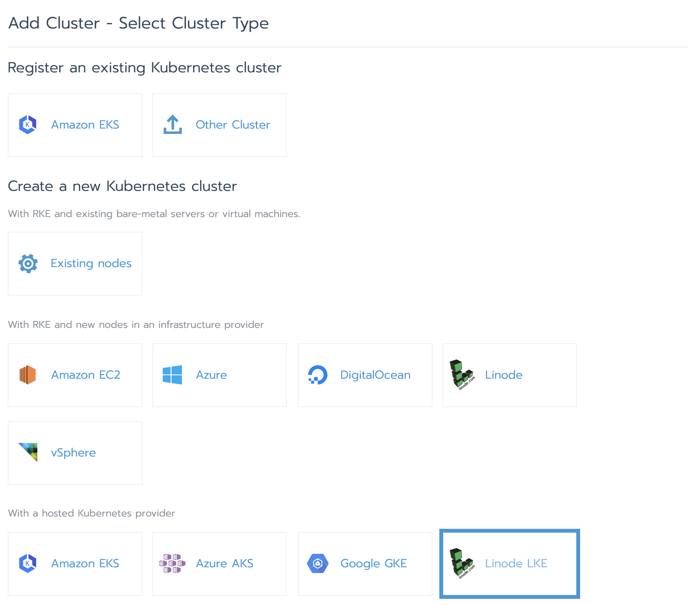 Add Cluster - Select Cluster Type
Register an existing Kubernetes cluster
Amazon EKS
Other Cluster
Create a new Kubernetes cluster
With RKE and existing bare-metal servers or virtual machines.
Existing nodes
With RKE and new nodes in an infrastructure provider
Amazon EC2
Azure
DigitalOcean
Linode
vSphere
With a hosted Kubernetes provider
Amazon EKS
Azure AKS
Google GKE
Linode LKE